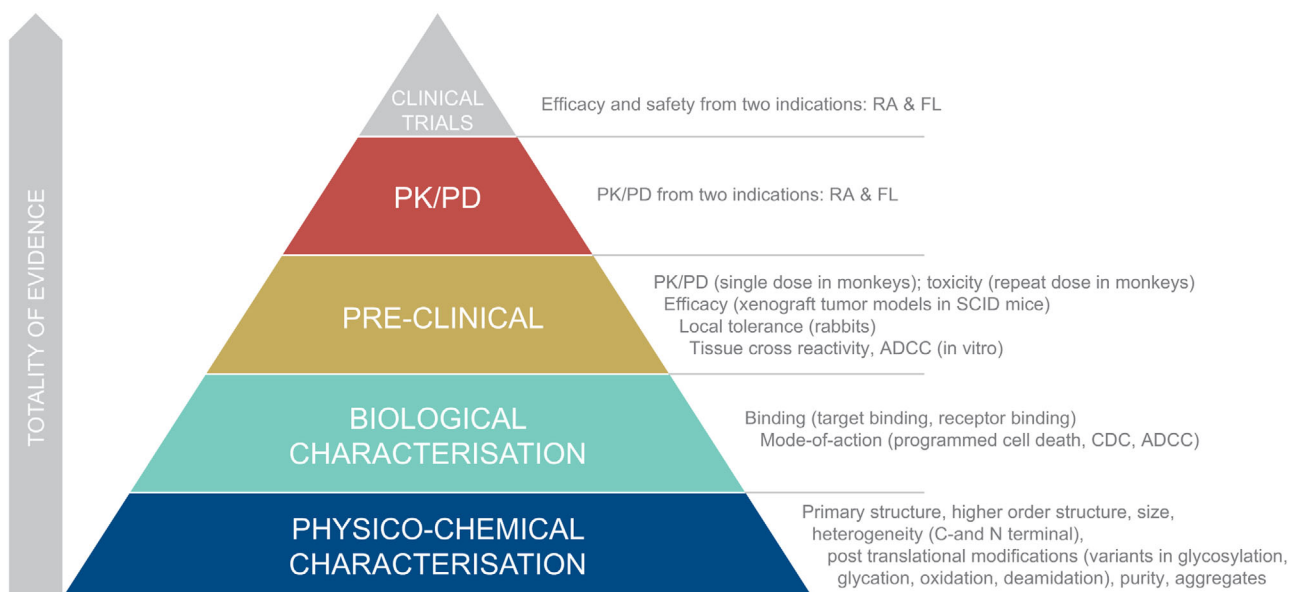 TOTALITY OF EVIDENCE
CLINICAL
TRIALS
Efficacy and safety from two indications: RA & FL
PK/PD
PK/PD from two indications: RA & FL
PRE-CLINICAL
PK/PD (single dose in monkeys); toxicity (repeat dose in monkeys)
Efficacy (xenograft tumor models in SCID mice)
Local tolerance (rabbits)
Tissue cross reactivity, ADCC (in vitro)
BIOLOGICAL
CHARACTERISATION
Binding (target binding, receptor binding)
Mode-of-action (programmed cell death, CDC, ADCC)
PHYSICO-CHEMICAL
CHARACTERISATION
Primary structure, higher order structure, size,
heterogeneity (C-and N terminal),
post translational modifications (variants in glycosylation,
glycation, oxidation, deamidation), purity, aggregates